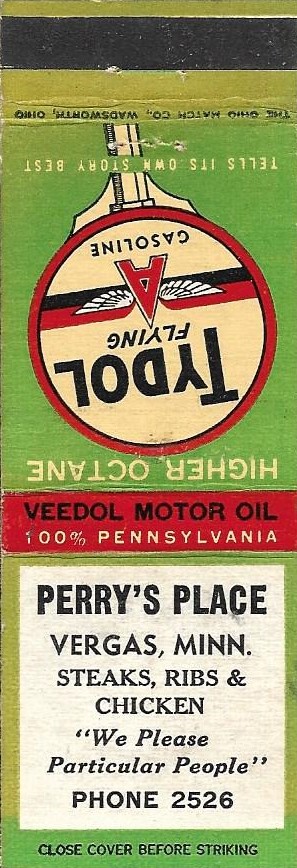 THE OHIO MATCH CO., WADSWORTH, OHIO
TELLS ITS OWN STORY BEST
HIGHER OCTANE
TYDOL
FLYING
A
GASOLINE
VEEDOL MOTOR OIL
100% PENNSYLVANIA
PERRY'S PLACE
VERGAS, MINN.
STEAKS, RIBS &
CHICKEN
"We Please
Particular People"
PHONE 2526
CLOSE COVER BEFORE STRIKING